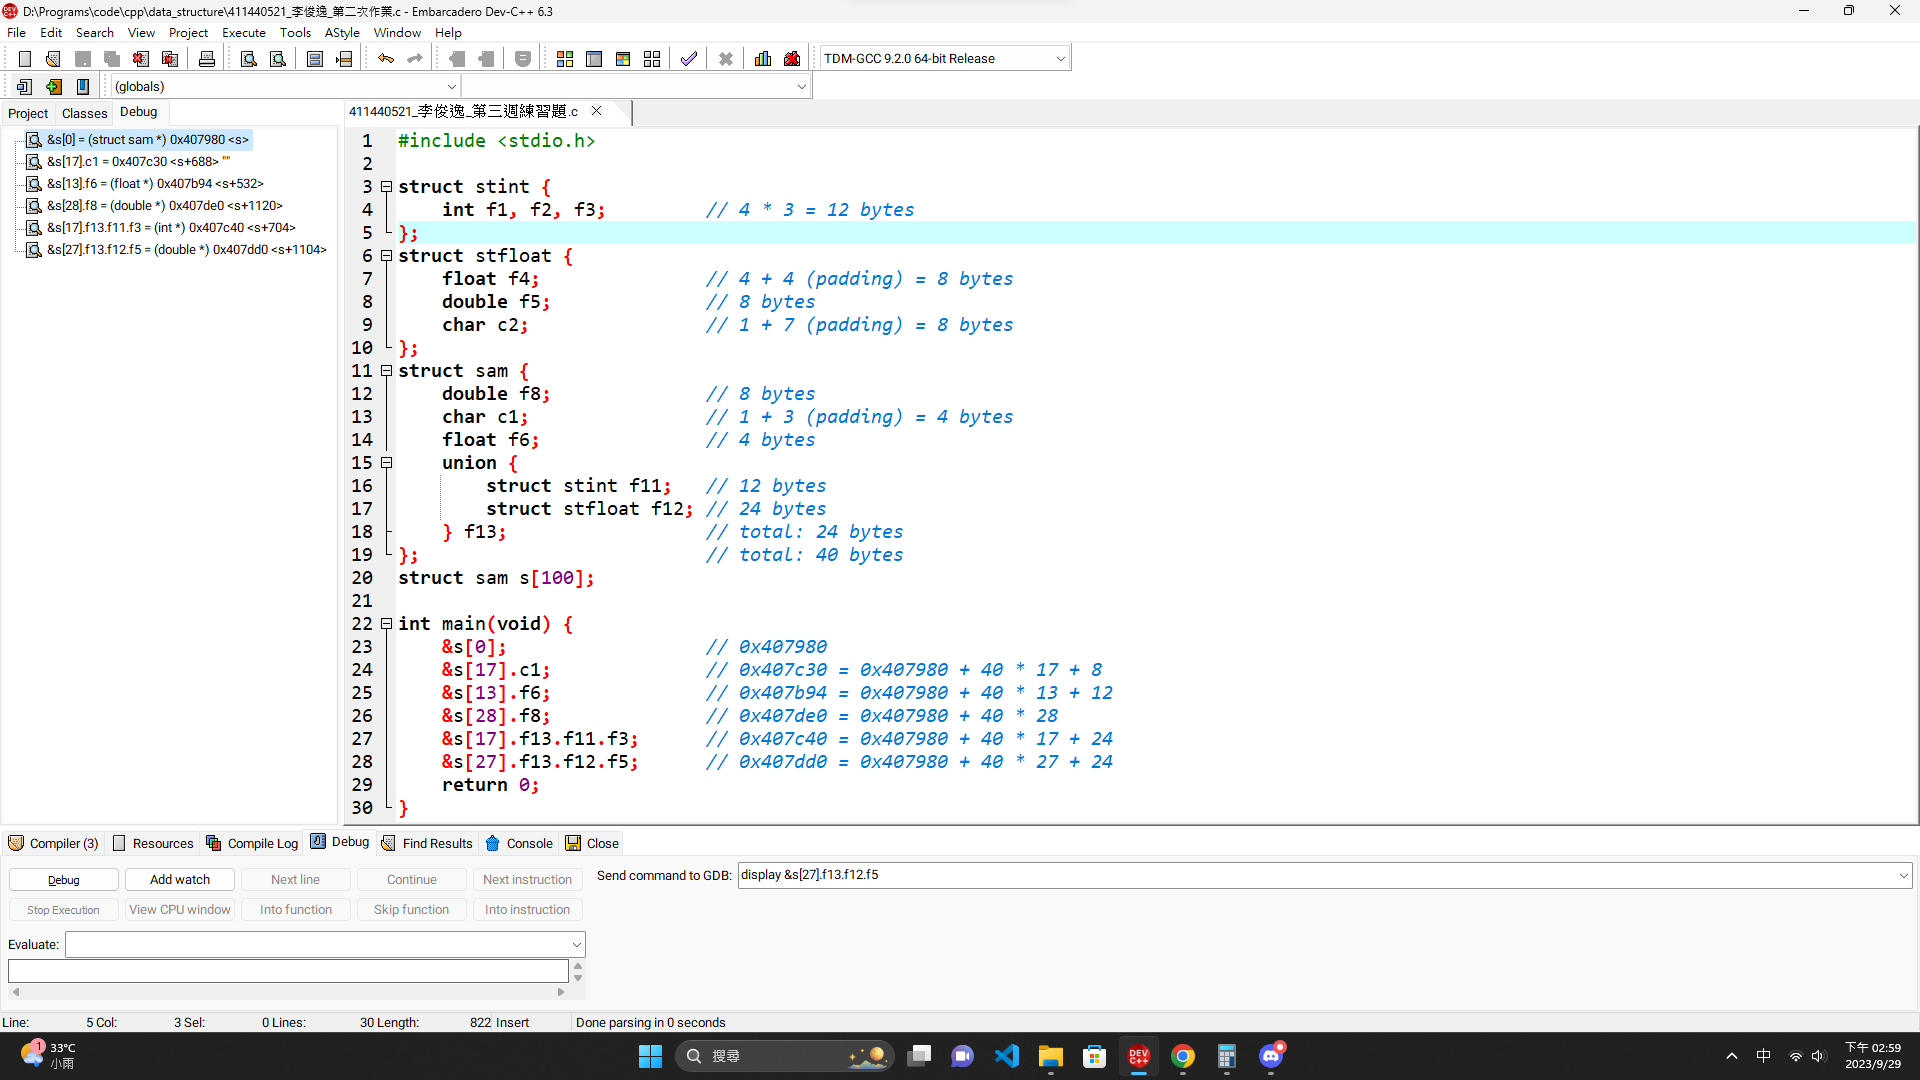 D:\Programs\code\cpp\data_structure\411440521_李俊逸_第二次作業.c - Embarcadero Dev-C++ 6.3
File Edit Search View Project Execute Tools AStyle Window Help
TDM-GCC 9.2.0 64-bit Release
(globals)
Project Classes Debug
&s[0] = (struct sam *) 0x407980 <s>
&s[17].c1 = 0x407c30 <s+688> ""
&s[13].f6 = (float *) 0x407b94 <s+532>
&s[28].f8 = (double *) 0x407de0 <s+1120>
&s[17].f13.f11.f3 = (int *) 0x407c40 <s+704>
&s[27].f13.f12.f5 = (double *) 0x407dd0 <s+1104>
411440521_李俊逸_第三週練習題.c
1 #include <stdio.h>
2
3 struct stint {
4 int f1, f2, f3; // 4 * 3 = 12 bytes
5 };
6 struct stfloat {
7 float f4; // 4 + 4 (padding) = 8 bytes
8 double f5; // 8 bytes
9 char c2; // 1 + 7 (padding) = 8 bytes
10 };
11 struct sam {
12 double f8; // 8 bytes
13 char c1; // 1 + 3 (padding) = 4 bytes
14 float f6; // 4 bytes
15 union {
16 struct stint f11; // 12 bytes
17 struct stfloat f12; // 24 bytes
18 } f13; // total: 24 bytes
19 }; // total: 40 bytes
20 struct sam s[100];
21
22 int main(void) {
23 &s[0]; // 0x407980
24 &s[17].c1; // 0x407c30 = 0x407980 + 40 * 17 + 8
25 &s[13].f6; // 0x407b94 = 0x407980 + 40 * 13 + 12
26 &s[28].f8; // 0x407de0 = 0x407980 + 40 * 28
27 &s[17].f13.f11.f3; // 0x407c40 = 0x407980 + 40 * 17 + 24
28 &s[27].f13.f12.f5; // 0x407dd0 = 0x407980 + 40 * 27 + 24
29 return 0;
30 }
Compiler (3) Resources Compile Log Debug Find Results Console Close
Debug Add watch Next line Continue Next instruction Send command to GDB: display &s[27].f13.f12.f5
Stop Execution View CPU window Into function Skip function Into instruction
Evaluate:
Line: 5 Col: 3 Sel: 0 Lines: 30 Length: 822 Insert Done parsing in 0 seconds
1
33°C
小雨
搜尋
DEV C++
中
下午 02:59
2023/9/29